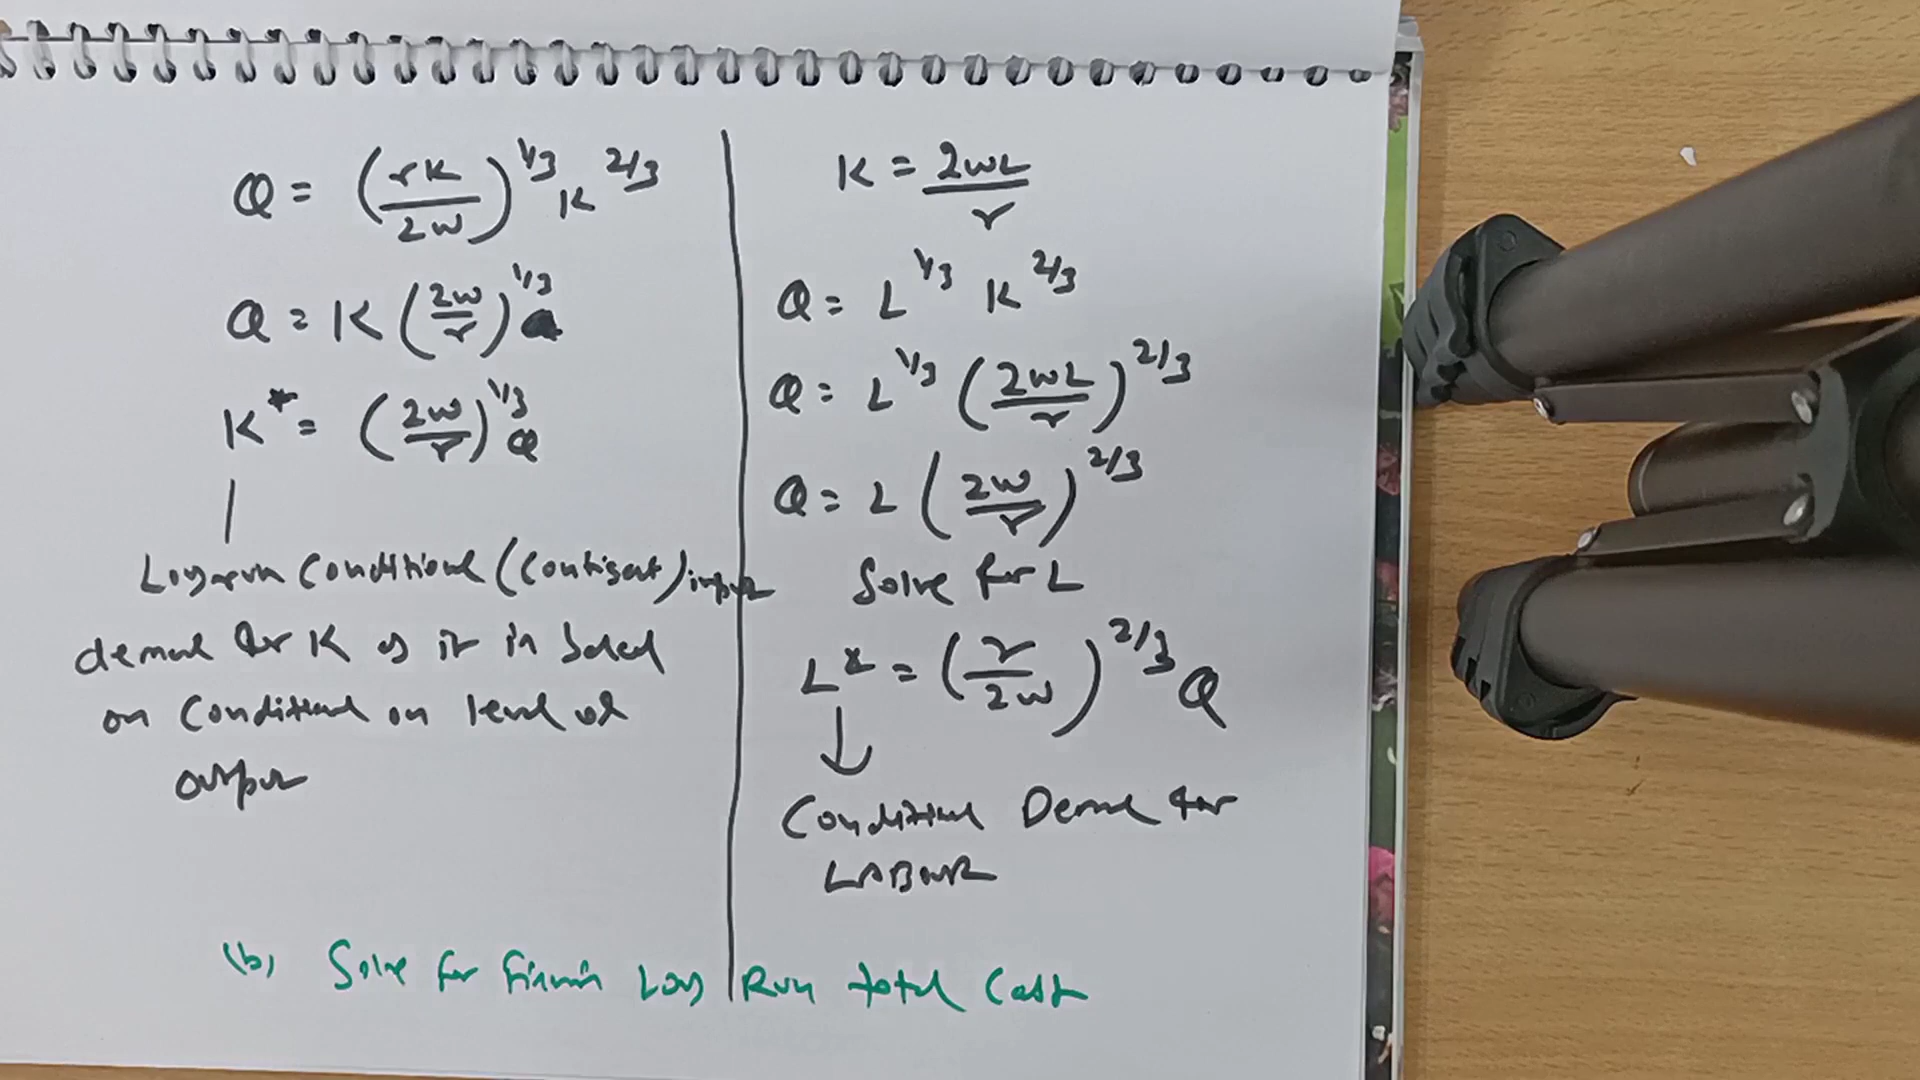 Q = (rK/2w)^1/3 K^2/3
Q = K (2w/r)^1/3
K* = (2w/r)^1/3 Q
Longrun Conditional (Contigent) input
demand for K as it is based
on Conditional on level of
output
K = 2wL/r
Q = L^1/3 K^2/3
Q = L^1/3 (2wL/r)^2/3
Q = L (2w/r)^2/3
Solve for L
L* = (r/2w)^2/3 Q
Conditional Demand for
LABOUR
(b) Solve for Firm's Long Run total Cost